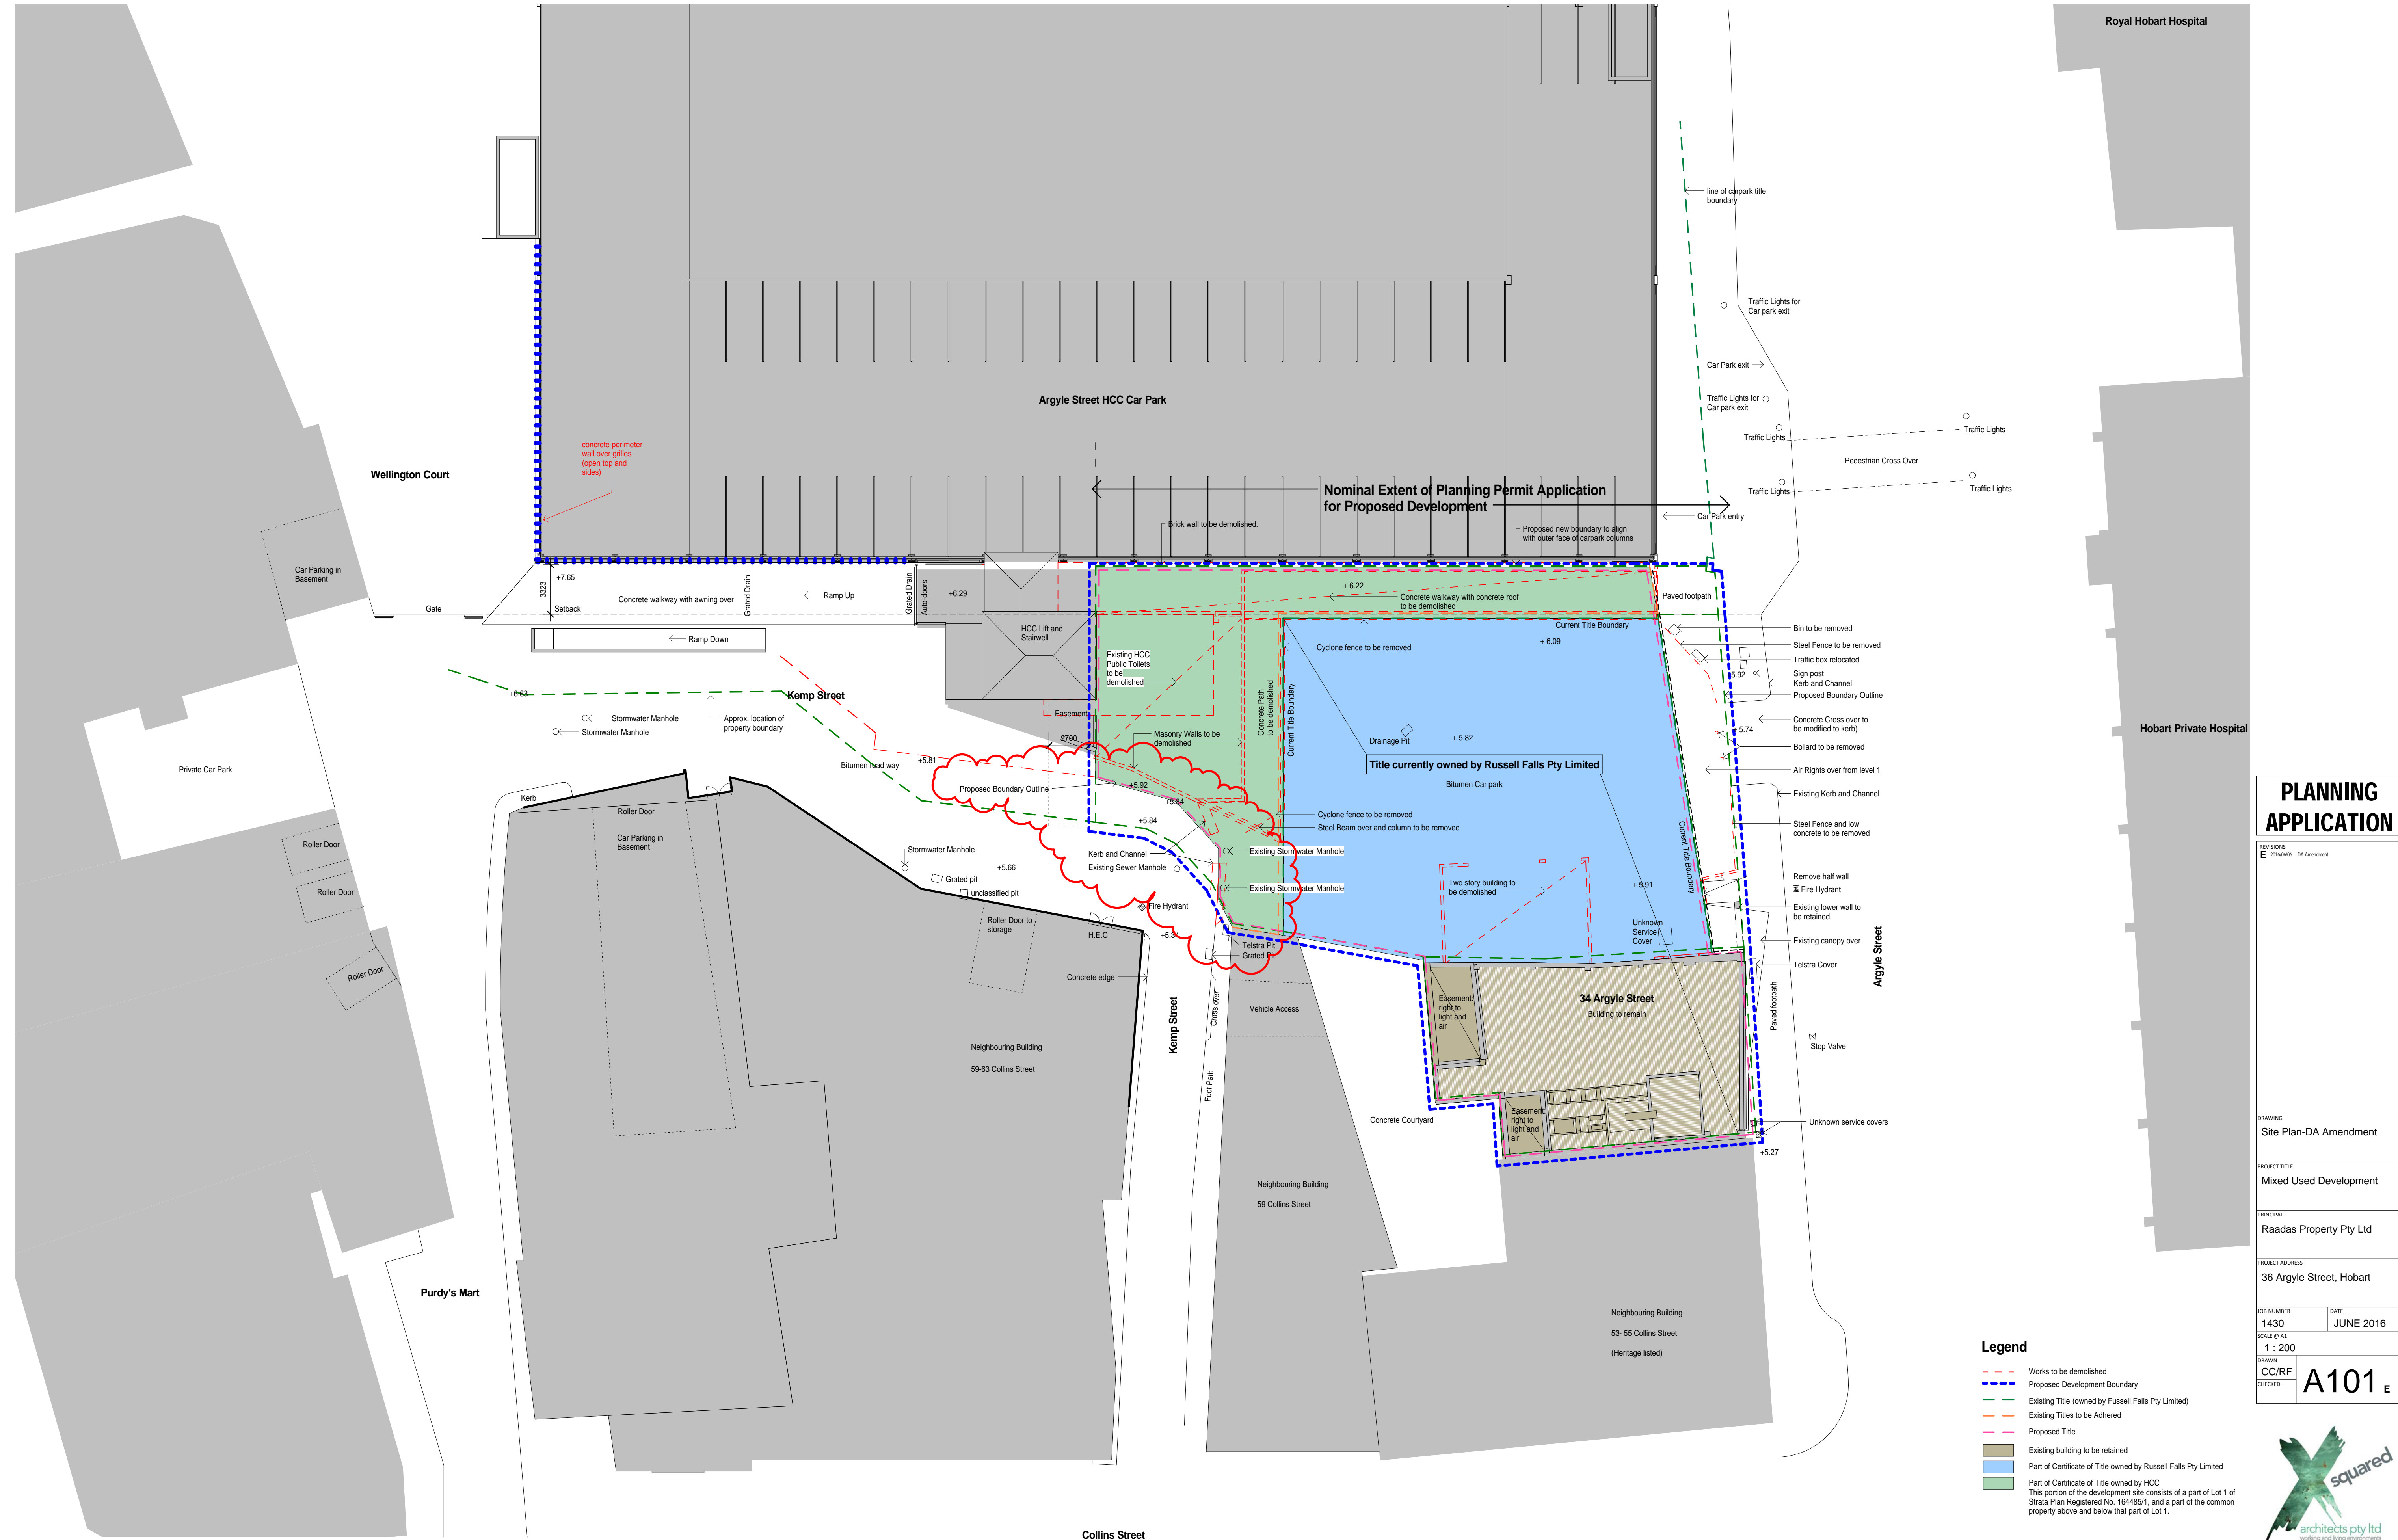 Royal Hobart Hospital
line of carpark title
boundary
Traffic Lights for
Car park exit
Car Park exit
Argyle Street HCC Car Park
Traffic Lights for
Car park exit
Traffic Lights
Traffic Lights
concrete perimeter
wall over grilles
(open top and
sides)
Pedestrian Cross Over
Wellington Court
Nominal Extent of Planning Permit Application
for Proposed Development
Traffic Lights
Traffic Lights
Car Park entry
Brick wall to be demolished.
Proposed new boundary to align
with outer face of carpark columns
Car Parking in
Basement
+7.65
3323
Setback
Gate
Concrete walkway with awning over
Grated Drain
Ramp Up
Grated Drain
Auto-doors
+6.29
+ 6.22
Concrete walkway with concrete roof
to be demolished
Paved footpath
Ramp Down
HCC Lift and
Stairwell
Current Title Boundary
Bin to be removed
+ 6.09
Cyclone fence to be removed
Steel Fence to be removed
Existing HCC
Public Toilets
to be
demolished
Traffic box relocated
+5.92
Sign post
Kerb and Channel
Proposed Boundary Outline
+6.63
Kemp Street
Concrete Path
to be demolished
Current Title Boundary
Easement
Stormwater Manhole
Stormwater Manhole
Approx. location of
property boundary
Concrete Cross over to
be modified to kerb)
5.74
Hobart Private Hospital
2700
Masonry Walls to be
demolished
Drainage Pit
+ 5.82
Bollard to be removed
Private Car Park
Bitumen road way
+5.81
Title currently owned by Russell Falls Pty Limited
Air Rights over from level 1
Bitumen Car park
Proposed Boundary Outline
+5.92
Existing Kerb and Channel
Kerb
+5.84
Roller Door
Cyclone fence to be removed
+5.84
Steel Beam over and column to be removed
Steel Fence and low
concrete to be removed
Current Title Boundary
Car Parking in
Basement
Roller Door
Stormwater Manhole
Kerb and Channel
Existing Stormwater Manhole
+5.66
Existing Sewer Manhole
Remove half wall
Grated pit
Two story building to
be demolished
+ 5.91
Fire Hydrant
Roller Door
unclassified pit
Existing Stormwater Manhole
Fire Hydrant
Existing lower wall to
be retained.
Roller Door to
storage
Unknown
Service
Cover
H.E.C
+5.31
Telstra Pit
Grated Pit
Existing canopy over
Roller Door
Concrete edge
Telstra Cover
Argyle Street
Easement:
right to
light and
air
34 Argyle Street
Building to remain
Cross over
Vehicle Access
Kemp Street
Paved footpath
Stop Valve
Neighbouring Building
59-63 Collins Street
Foot Path
Concrete Courtyard
Easement:
right to
light and
air
Unknown service covers
+5.27
Neighbouring Building
59 Collins Street
Purdy's Mart
Neighbouring Building
53- 55 Collins Street
(Heritage listed)
Collins Street
Legend
Works to be demolished
Proposed Development Boundary
Existing Title (owned by Fussell Falls Pty Limited)
Existing Titles to be Adhered
Proposed Title
Existing building to be retained
Part of Certificate of Title owned by Russell Falls Pty Limited
Part of Certificate of Title owned by HCC
This portion of the development site consists of a part of Lot 1 of
Strata Plan Registered No. 164485/1, and a part of the common
property above and below that part of Lot 1.
PLANNING
APPLICATION
REVISIONS
E 2016/06/06 DA Amendment
DRAWING
Site Plan-DA Amendment
PROJECT TITLE
Mixed Used Development
PRINCIPAL
Raadas Property Pty Ltd
PROJECT ADDRESS
36 Argyle Street, Hobart
JOB NUMBER
1430
DATE
JUNE 2016
SCALE @ A1
1 : 200
DRAWN
CC/RF
CHECKED
A101 E
X squared
architects pty ltd
working and living environments